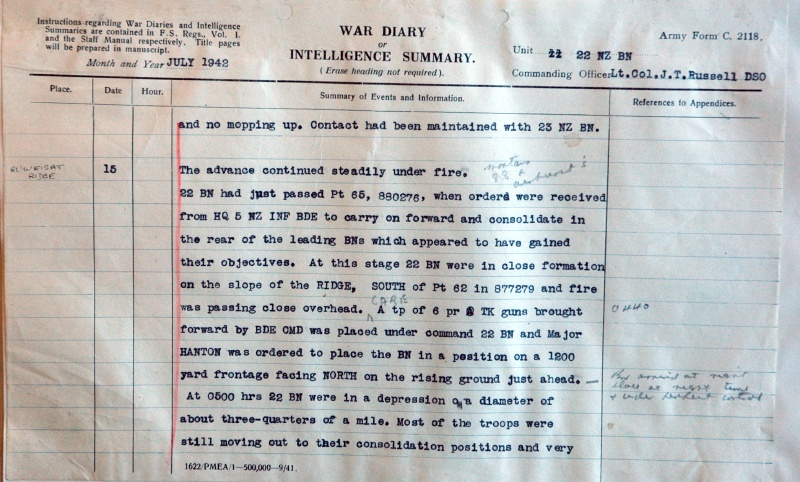 Instructions regarding War Diaries and Intelligence
Summaries are contained in F.S. Regs., Vol. I.
and the Staff Manual respectively. Title pages
will be prepared in manuscript.
Month and Year JULY 1942
WAR DIARY
or
INTELLIGENCE SUMMARY.
(Erase heading not required).
Army Form C. 2118.
Unit 22 22 NZ BN
Commanding Officer Lt.Col.J.T.Russell DSO
Place. Date Hour. Summary of Events and Information. References to Appendices.
and no mopping up. Contact had been maintained with 23 NZ BN.
RUWEISAT RIDGE
15
The advance continued steadily under fire.
22 BN had just passed Pt 65, 880276, when orders were received
from HQ 5 NZ INF BDE to carry on forward and consolidate in
the rear of the leading BNs which appeared to have gained
their objectives. At this stage 22 BN were in close formation
on the slope of the RIDGE, SOUTH of Pt 62 in 877279 and fire
was passing close overhead. A tp of 6 pr A TK guns brought
0440
forward by BDE CMD was placed under command 22 BN and Major
HANTON was ordered to place the BN in a position on a 1200
yard frontage facing NORTH on the rising ground just ahead. —
By arrived at right
place at right time
& under perfect control
At 0500 hrs 22 BN were in a depression a diameter of
about three-quarters of a mile. Most of the troops were
still moving out to their consolidation positions and very
1622/PMEA/1—500,000—9/41.